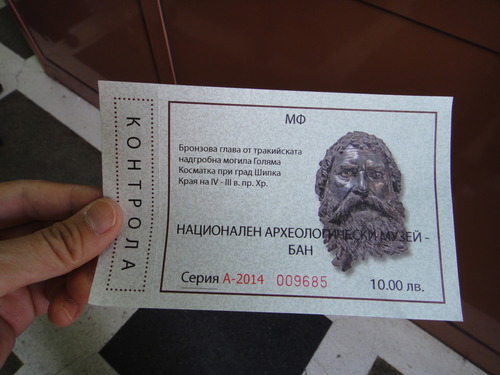 КОНТРОЛА
МФ
Бронзова глава от тракийската
надгробна могила Голяма
Косматка при град Шипка
Края на IV - III в. пр. Хр.
НАЦИОНАЛЕН АРХЕОЛОГИЧЕСКИ МУЗЕЙ -
БАН
Серия А-2014 009685 10.00 лв.